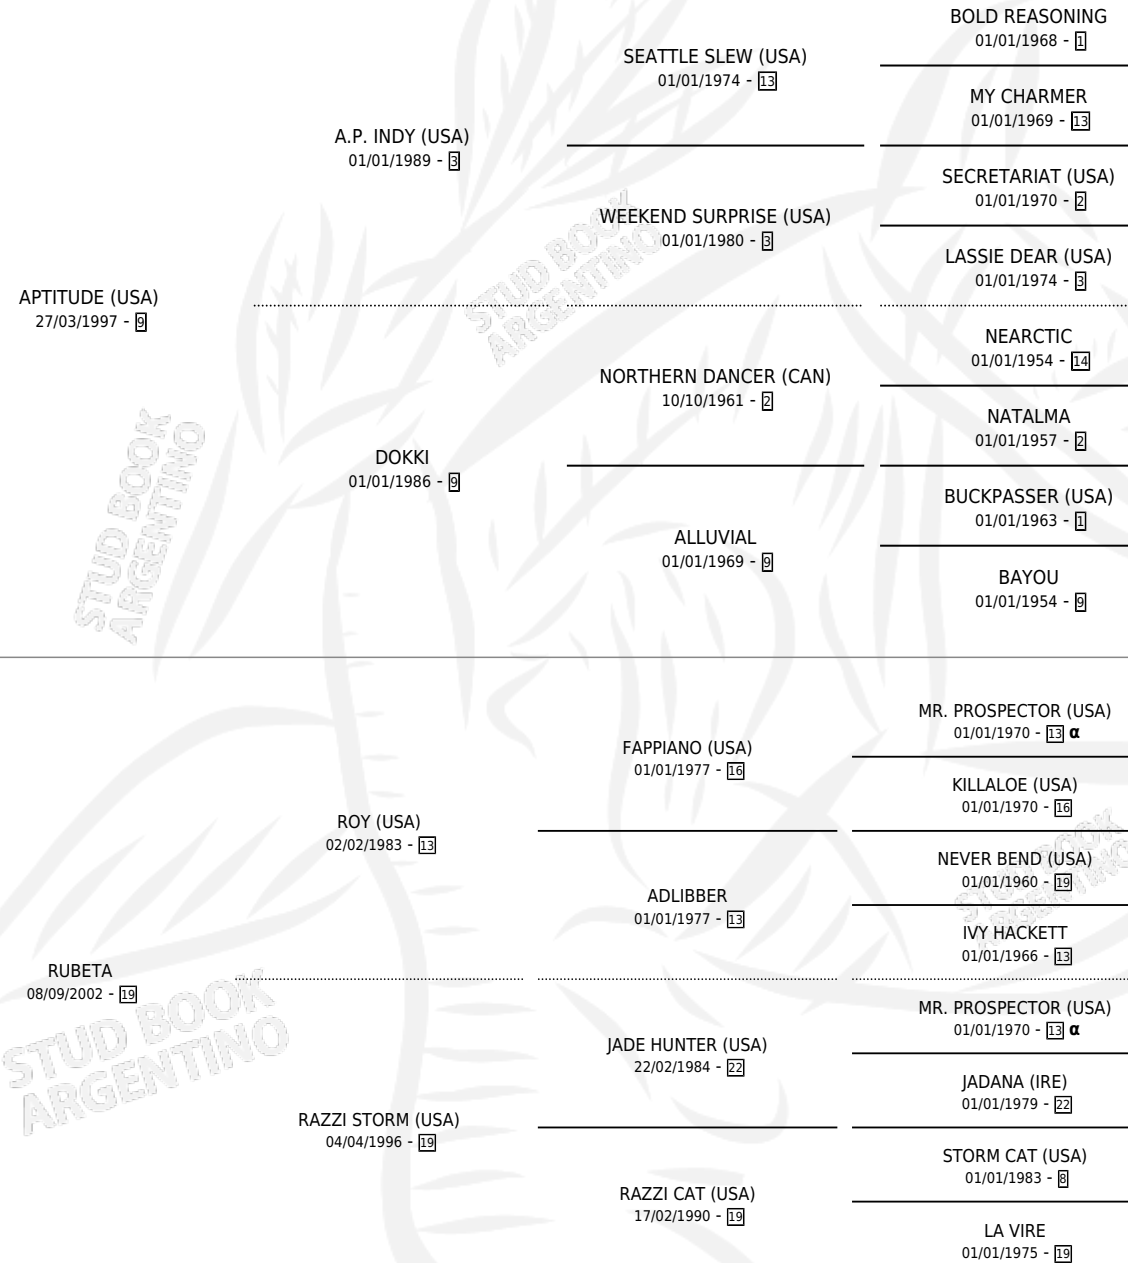 BOLD REASONING
01/01/1968 - 1
SEATTLE SLEW (USA)
01/01/1974 - 13
MY CHARMER
01/01/1969 - 13
A.P. INDY (USA)
01/01/1989 - 3
SECRETARIAT (USA)
01/01/1970 - 2
WEEKEND SURPRISE (USA)
01/01/1980 - 3
LASSIE DEAR (USA)
01/01/1974 - 3
APTITUDE (USA)
27/03/1997 - 9
NEARCTIC
01/01/1954 - 14
NORTHERN DANCER (CAN)
10/10/1961 - 2
NATALMA
01/01/1957 - 2
DOKKI
01/01/1986 - 9
BUCKPASSER (USA)
01/01/1963 - 1
ALLUVIAL
01/01/1969 - 9
BAYOU
01/01/1954 - 9
MR. PROSPECTOR (USA)
01/01/1970 - 13 α
FAPPIANO (USA)
01/01/1977 - 16
KILLALOE (USA)
01/01/1970 - 16
ROY (USA)
02/02/1983 - 13
NEVER BEND (USA)
01/01/1960 - 19
ADLIBBER
01/01/1977 - 13
IVY HACKETT
01/01/1966 - 13
RUBETA
08/09/2002 - 19
MR. PROSPECTOR (USA)
01/01/1970 - 13 α
JADE HUNTER (USA)
22/02/1984 - 22
JADANA (IRE)
01/01/1979 - 22
RAZZI STORM (USA)
04/04/1996 - 19
STORM CAT (USA)
01/01/1983 - 8
RAZZI CAT (USA)
17/02/1990 - 19
LA VIRE
01/01/1975 - 19
STUD BOOK
ARGENTINO
STUD BOOK
ARGENTINO
STUD BOOK
ARGENTINO
STUD BOOK
ARGENTINO